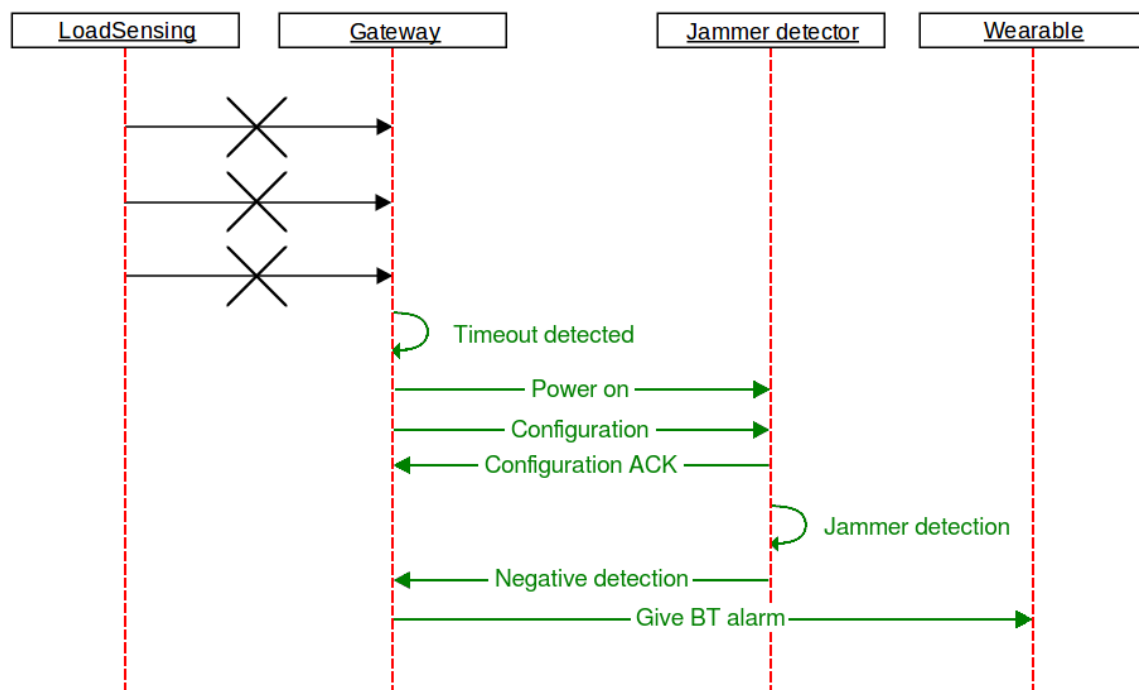 LoadSensing
Gateway
Jammer detector
Wearable
Timeout detected
Power on
Configuration
Configuration ACK
Jammer detection
Negative detection
Give BT alarm